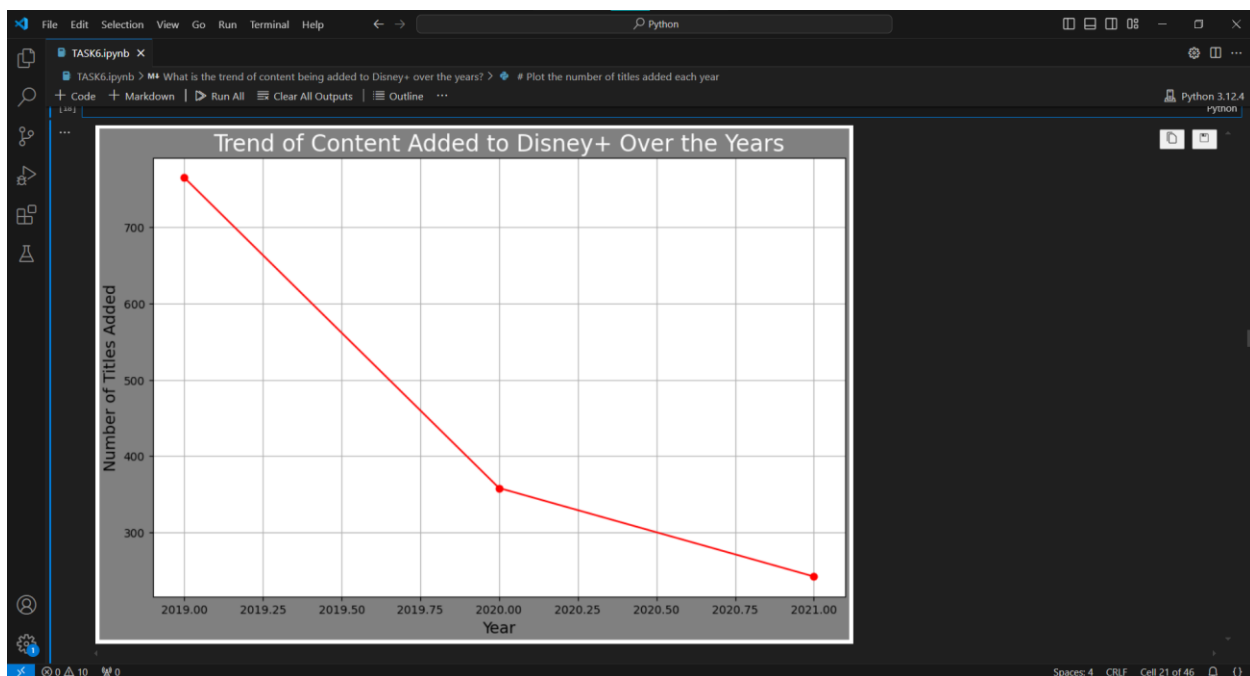 File Edit Selection View Go Run Terminal Help
Python
TASK6.ipynb
TASK6.ipynb > M↓ What is the trend of content being added to Disney+ over the years? > # Plot the number of titles added each year
+ Code + Markdown | Run All Clear All Outputs | Outline ...
Python 3.12.4
Python
...
Trend of Content Added to Disney+ Over the Years
Number of Titles Added
700
600
500
400
300
2019.00 2019.25 2019.50 2019.75 2020.00 2020.25 2020.50 2020.75 2021.00
Year
1
0 10 0
Spaces: 4 CRLF Cell 21 of 46 {}